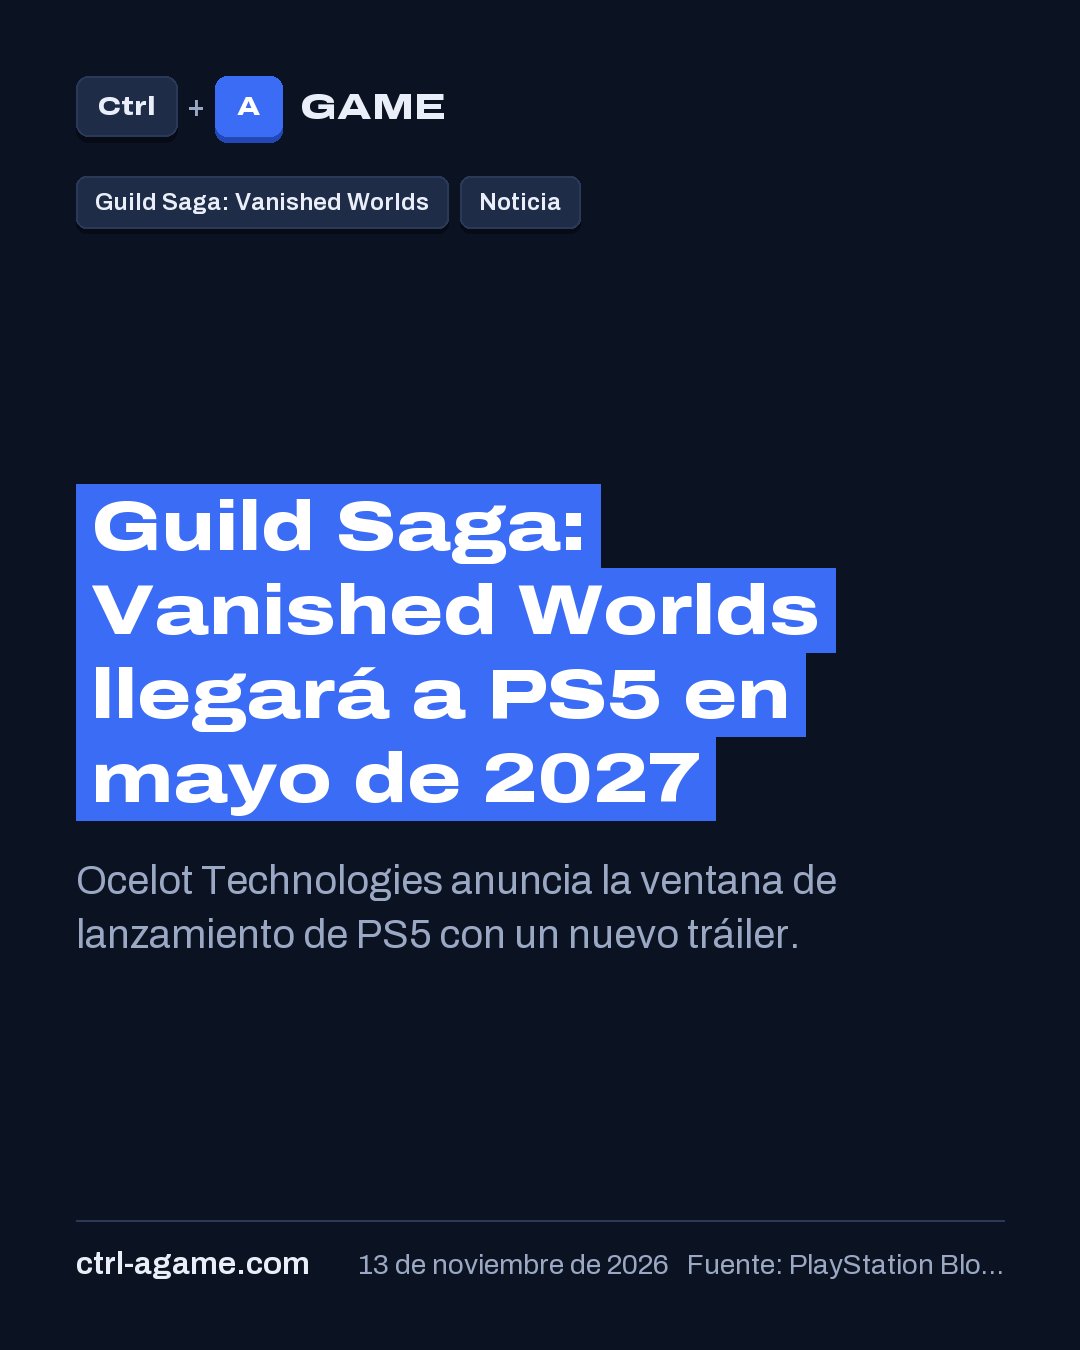 Ctrl + A GAME
Guild Saga: Vanished Worlds Noticia
Guild Saga:
Vanished Worlds
llegará a PS5 en
mayo de 2027
Ocelot Technologies anuncia la ventana de
lanzamiento de PS5 con un nuevo tráiler.
ctrl-agame.com 13 de noviembre de 2026 Fuente: PlayStation Blo...